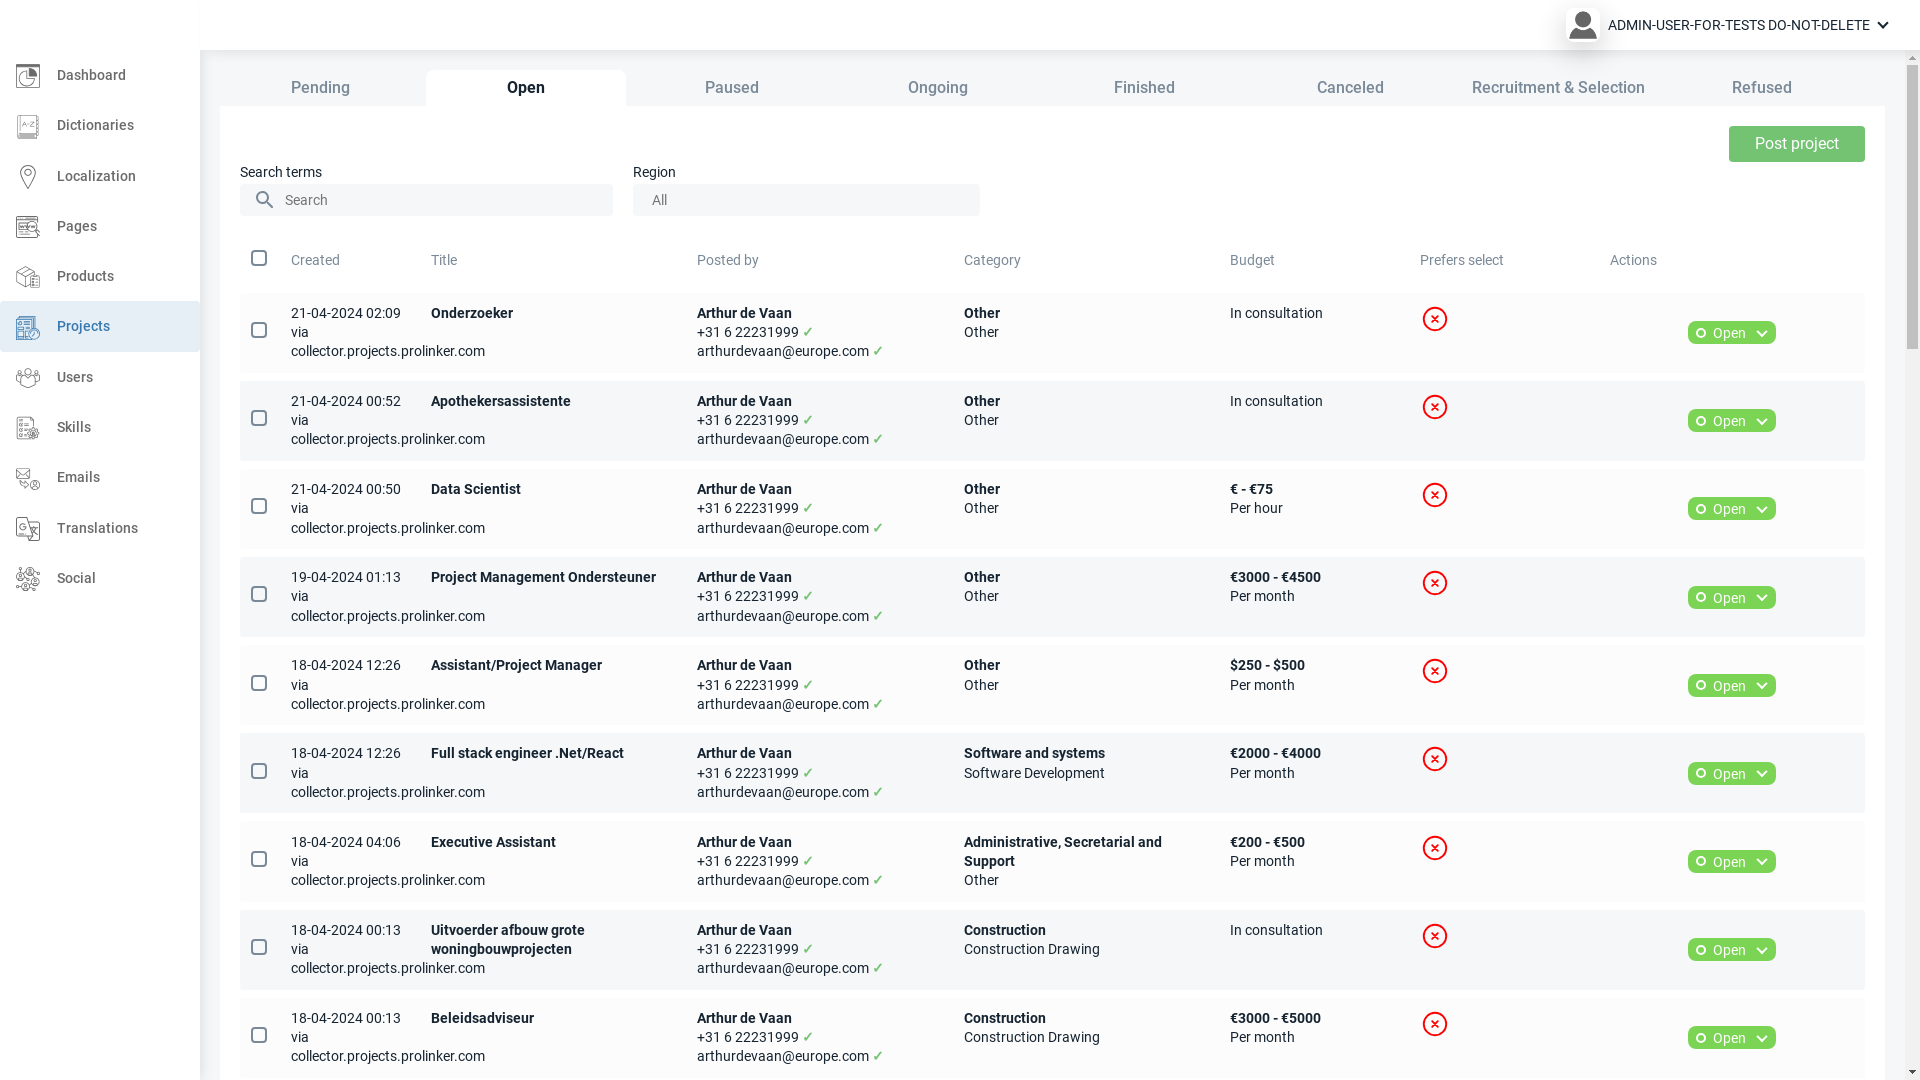 ADMIN-USER-FOR-TESTS DO-NOT-DELETE
Dashboard
Dictionaries
Localization
Pages
Products
Projects
Users
Skills
Emails
Translations
Social
Pending Open Paused Ongoing Finished Canceled Recruitment & Selection Refused
Post project
Search terms Region
Search All
Created Title Posted by Category Budget Prefers select Actions
21-04-2024 02:09 Onderzoeker Arthur de Vaan Other In consultation
via +31 6 22231999 ✓ Other Open
collector.projects.prolinker.com arthurdevaan@europe.com ✓
21-04-2024 00:52 Apothekersassistente Arthur de Vaan Other In consultation
via +31 6 22231999 ✓ Other Open
collector.projects.prolinker.com arthurdevaan@europe.com ✓
21-04-2024 00:50 Data Scientist Arthur de Vaan Other € - €75
via +31 6 22231999 ✓ Other Per hour Open
collector.projects.prolinker.com arthurdevaan@europe.com ✓
19-04-2024 01:13 Project Management Ondersteuner Arthur de Vaan Other €3000 - €4500
via +31 6 22231999 ✓ Other Per month Open
collector.projects.prolinker.com arthurdevaan@europe.com ✓
18-04-2024 12:26 Assistant/Project Manager Arthur de Vaan Other $250 - $500
via +31 6 22231999 ✓ Other Per month Open
collector.projects.prolinker.com arthurdevaan@europe.com ✓
18-04-2024 12:26 Full stack engineer .Net/React Arthur de Vaan Software and systems €2000 - €4000
via +31 6 22231999 ✓ Software Development Per month Open
collector.projects.prolinker.com arthurdevaan@europe.com ✓
18-04-2024 04:06 Executive Assistant Arthur de Vaan Administrative, Secretarial and €200 - €500
via +31 6 22231999 ✓ Support Per month Open
collector.projects.prolinker.com arthurdevaan@europe.com ✓ Other
18-04-2024 00:13 Uitvoerder afbouw grote Arthur de Vaan Construction In consultation
via woningbouwprojecten +31 6 22231999 ✓ Construction Drawing Open
collector.projects.prolinker.com arthurdevaan@europe.com ✓
18-04-2024 00:13 Beleidsadviseur Arthur de Vaan Construction €3000 - €5000
via +31 6 22231999 ✓ Construction Drawing Per month Open
collector.projects.prolinker.com arthurdevaan@europe.com ✓